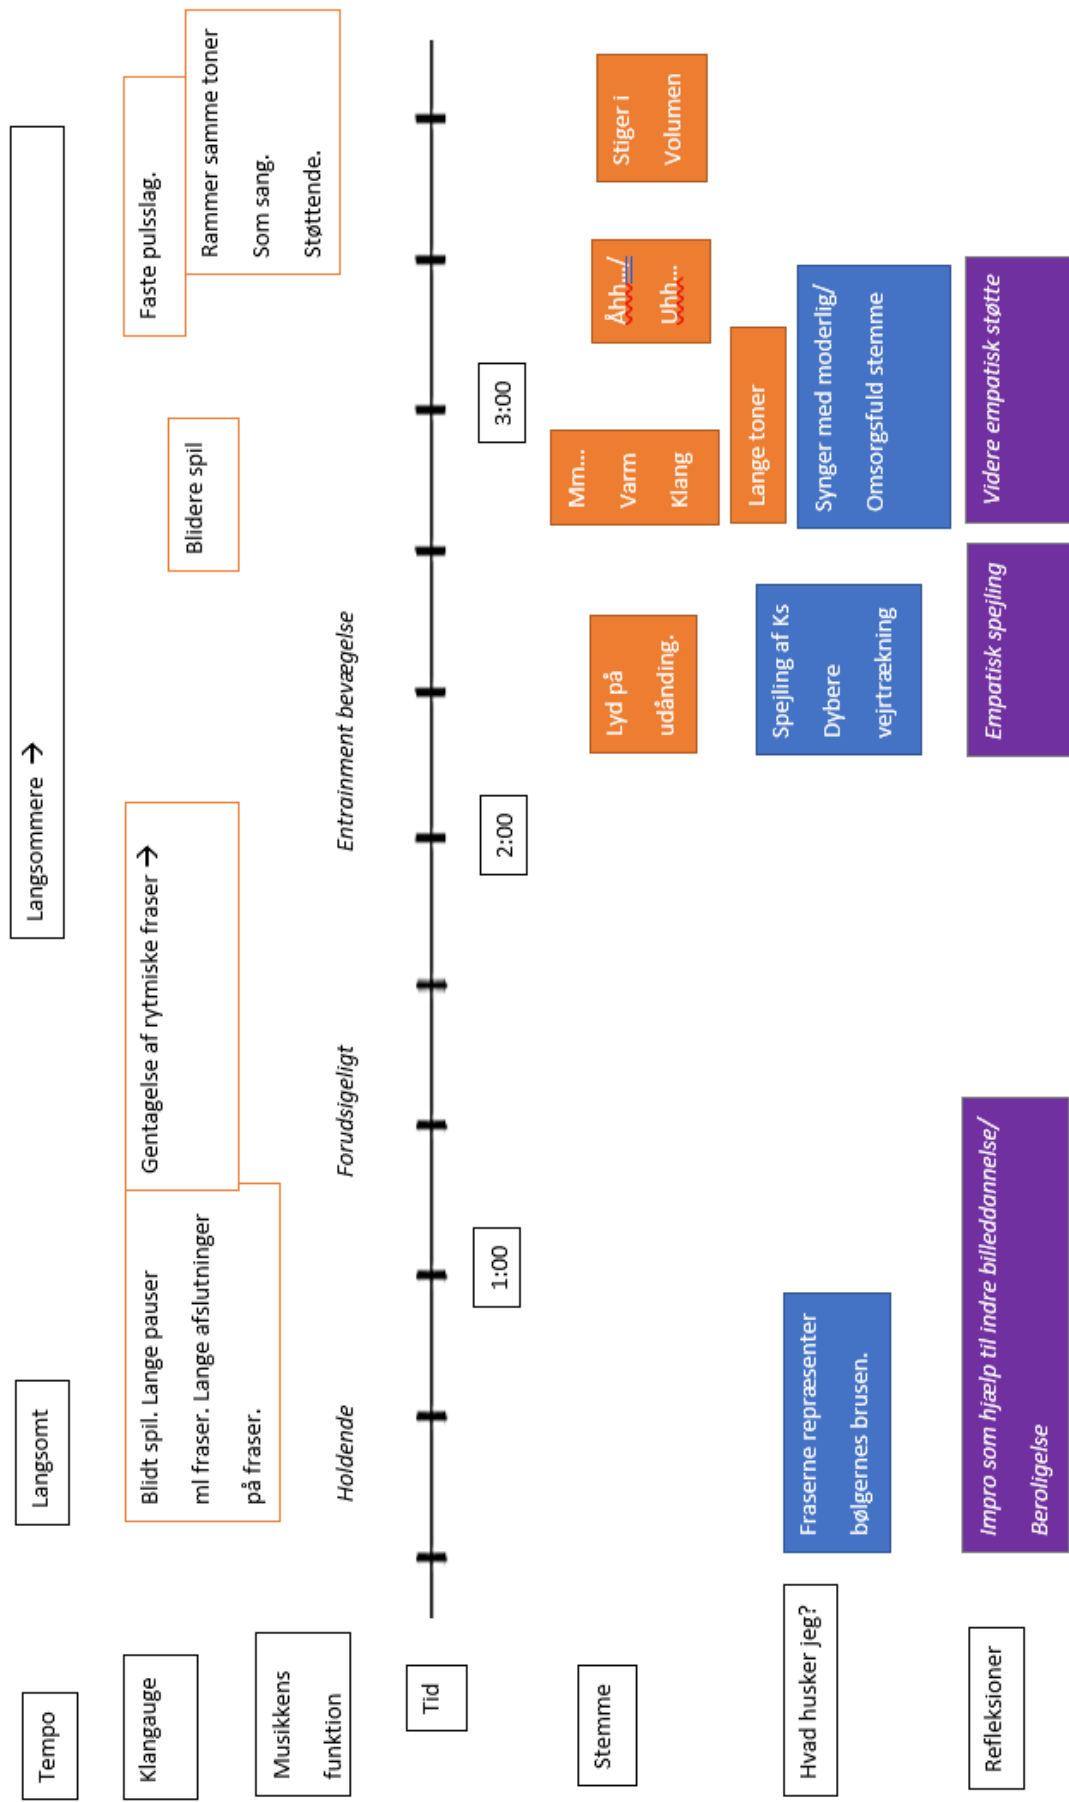 Tempo
Langsomt
Langsommere →
Klangauge
Blidt spil. Lange pauser
ml fraser. Lange afslutninger
på fraser.
Gentagelse af rytmiske fraser →
Blidere spil
Faste pulsslag.
Rammer samme toner
Som sang.
Støttende.
Musikkens
funktion
Holdende
Forudsigeligt
Entrainment bevægelse
Tid
1:00
2:00
3:00
Stemme
Lyd på
udånding.
Mm...
Varm
Klang
Åhh.../
Uhh...
Stiger i
Volumen
Lange toner
Hvad husker jeg?
Fraserne repræsenter
bølgernes brusen.
Spejling af Ks
Dybere
vejrtrækning
Synger med moderlig/
Omsorgsfuld stemme
Refleksioner
Impro som hjælp til indre billeddannelse/
Beroligelse
Empatisk spejling
Videre empatisk støtte